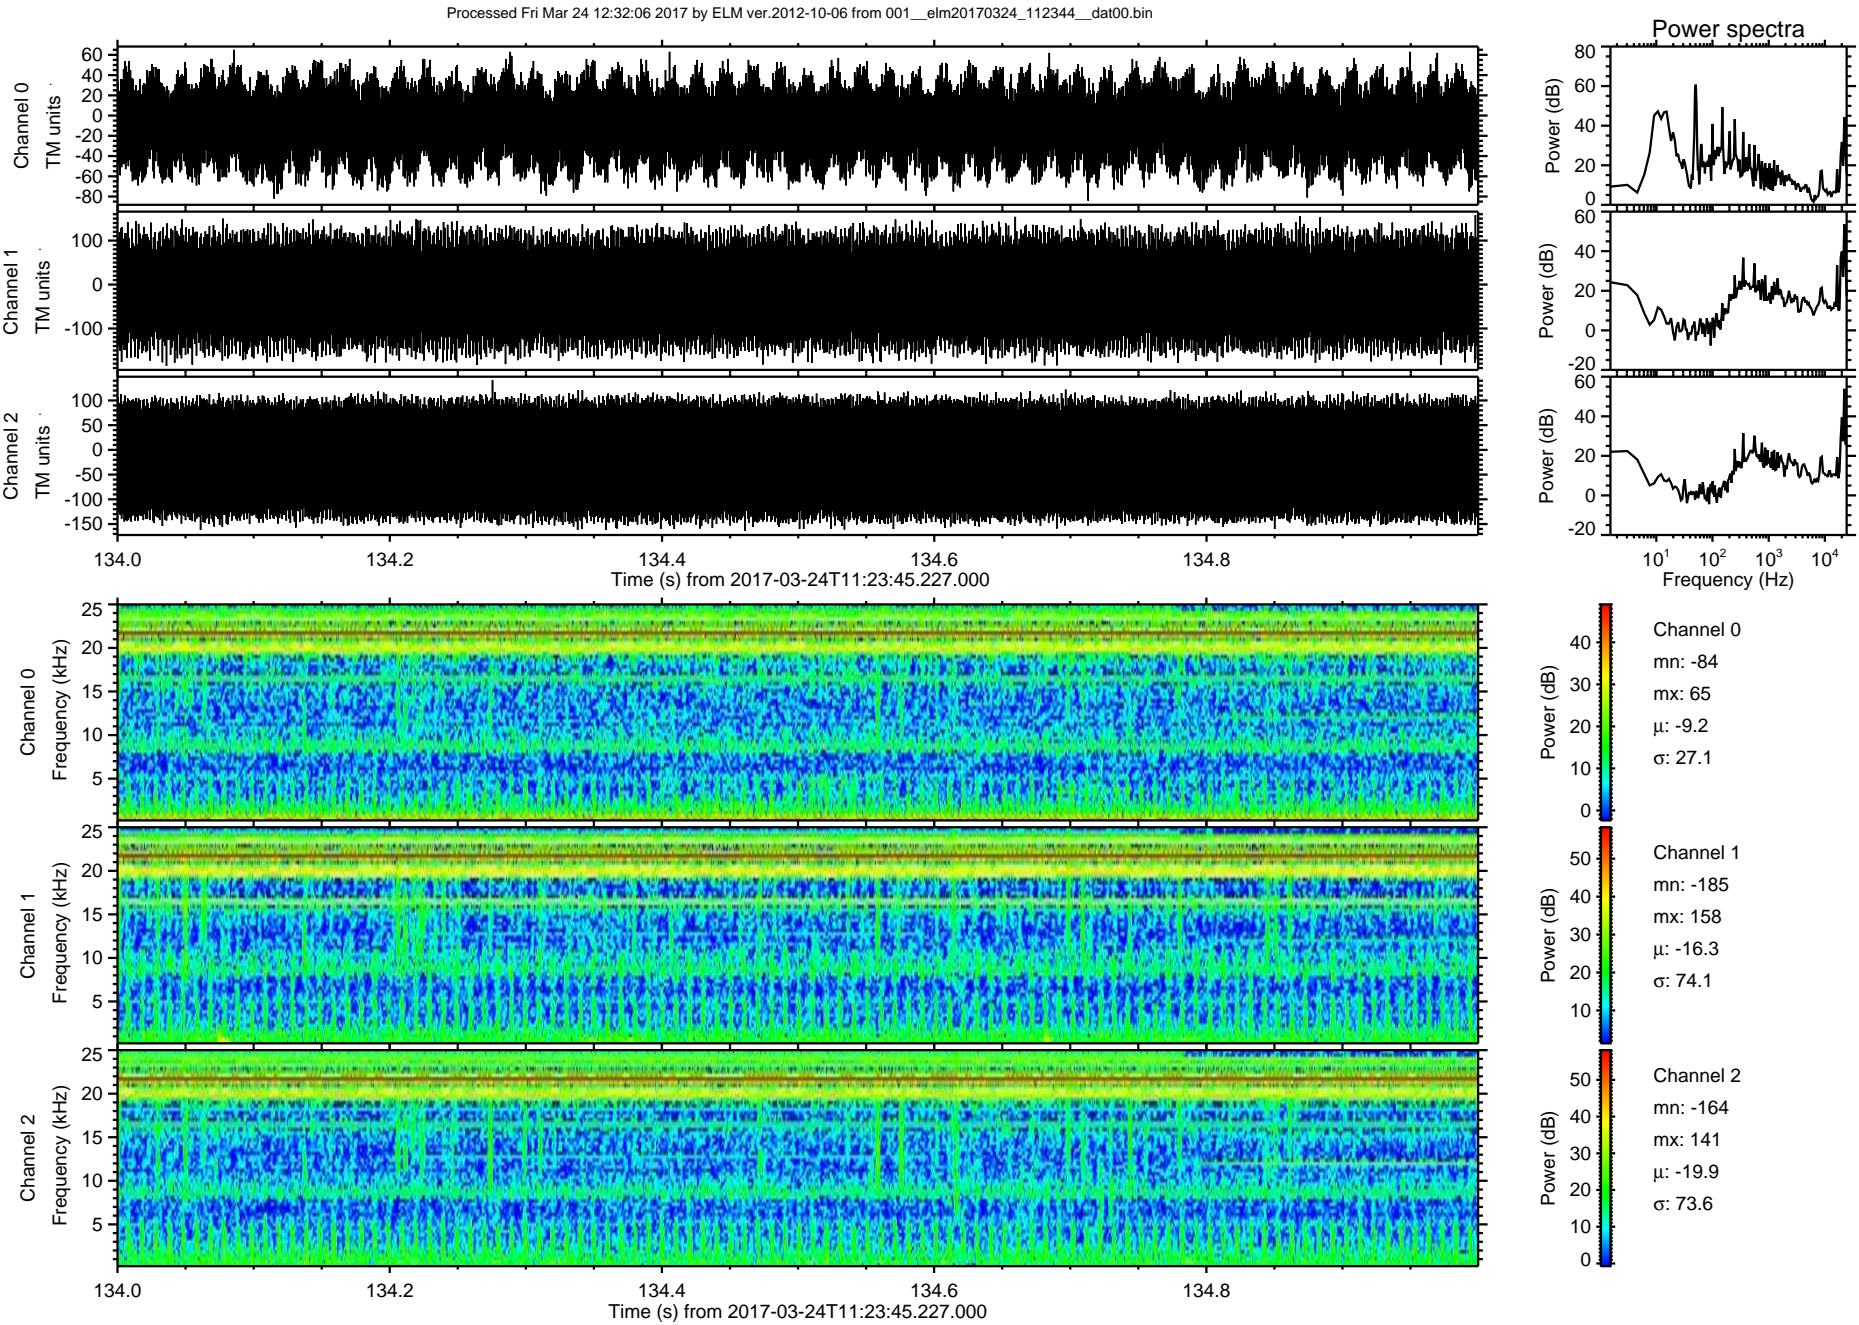 Processed Fri Mar 24 12:32:06 2017 by ELM ver.2012-10-06 from 001__elm20170324_112344__dat00.bin
Power spectra
Channel 0
TM units
60
40
20
0
-20
-40
-60
-80
Power (dB)
80
60
40
20
0
Channel 1
TM units
100
0
-100
Power (dB)
60
40
20
0
-20
Channel 2
TM units
100
50
0
-50
-100
-150
Power (dB)
60
40
20
0
-20
134.0 134.2 134.4 134.6 134.8
Time (s) from 2017-03-24T11:23:45.227.000
10^1 10^2 10^3 10^4
Frequency (Hz)
Channel 0
Frequency (kHz)
25
20
15
10
5
Power (dB)
40
30
20
10
0
Channel 0
mn: -84
mx: 65
μ: -9.2
σ: 27.1
Channel 1
Frequency (kHz)
25
20
15
10
5
Power (dB)
50
40
30
20
10
Channel 1
mn: -185
mx: 158
μ: -16.3
σ: 74.1
Channel 2
Frequency (kHz)
25
20
15
10
5
Power (dB)
50
40
30
20
10
0
Channel 2
mn: -164
mx: 141
μ: -19.9
σ: 73.6
134.0 134.2 134.4 134.6 134.8
Time (s) from 2017-03-24T11:23:45.227.000